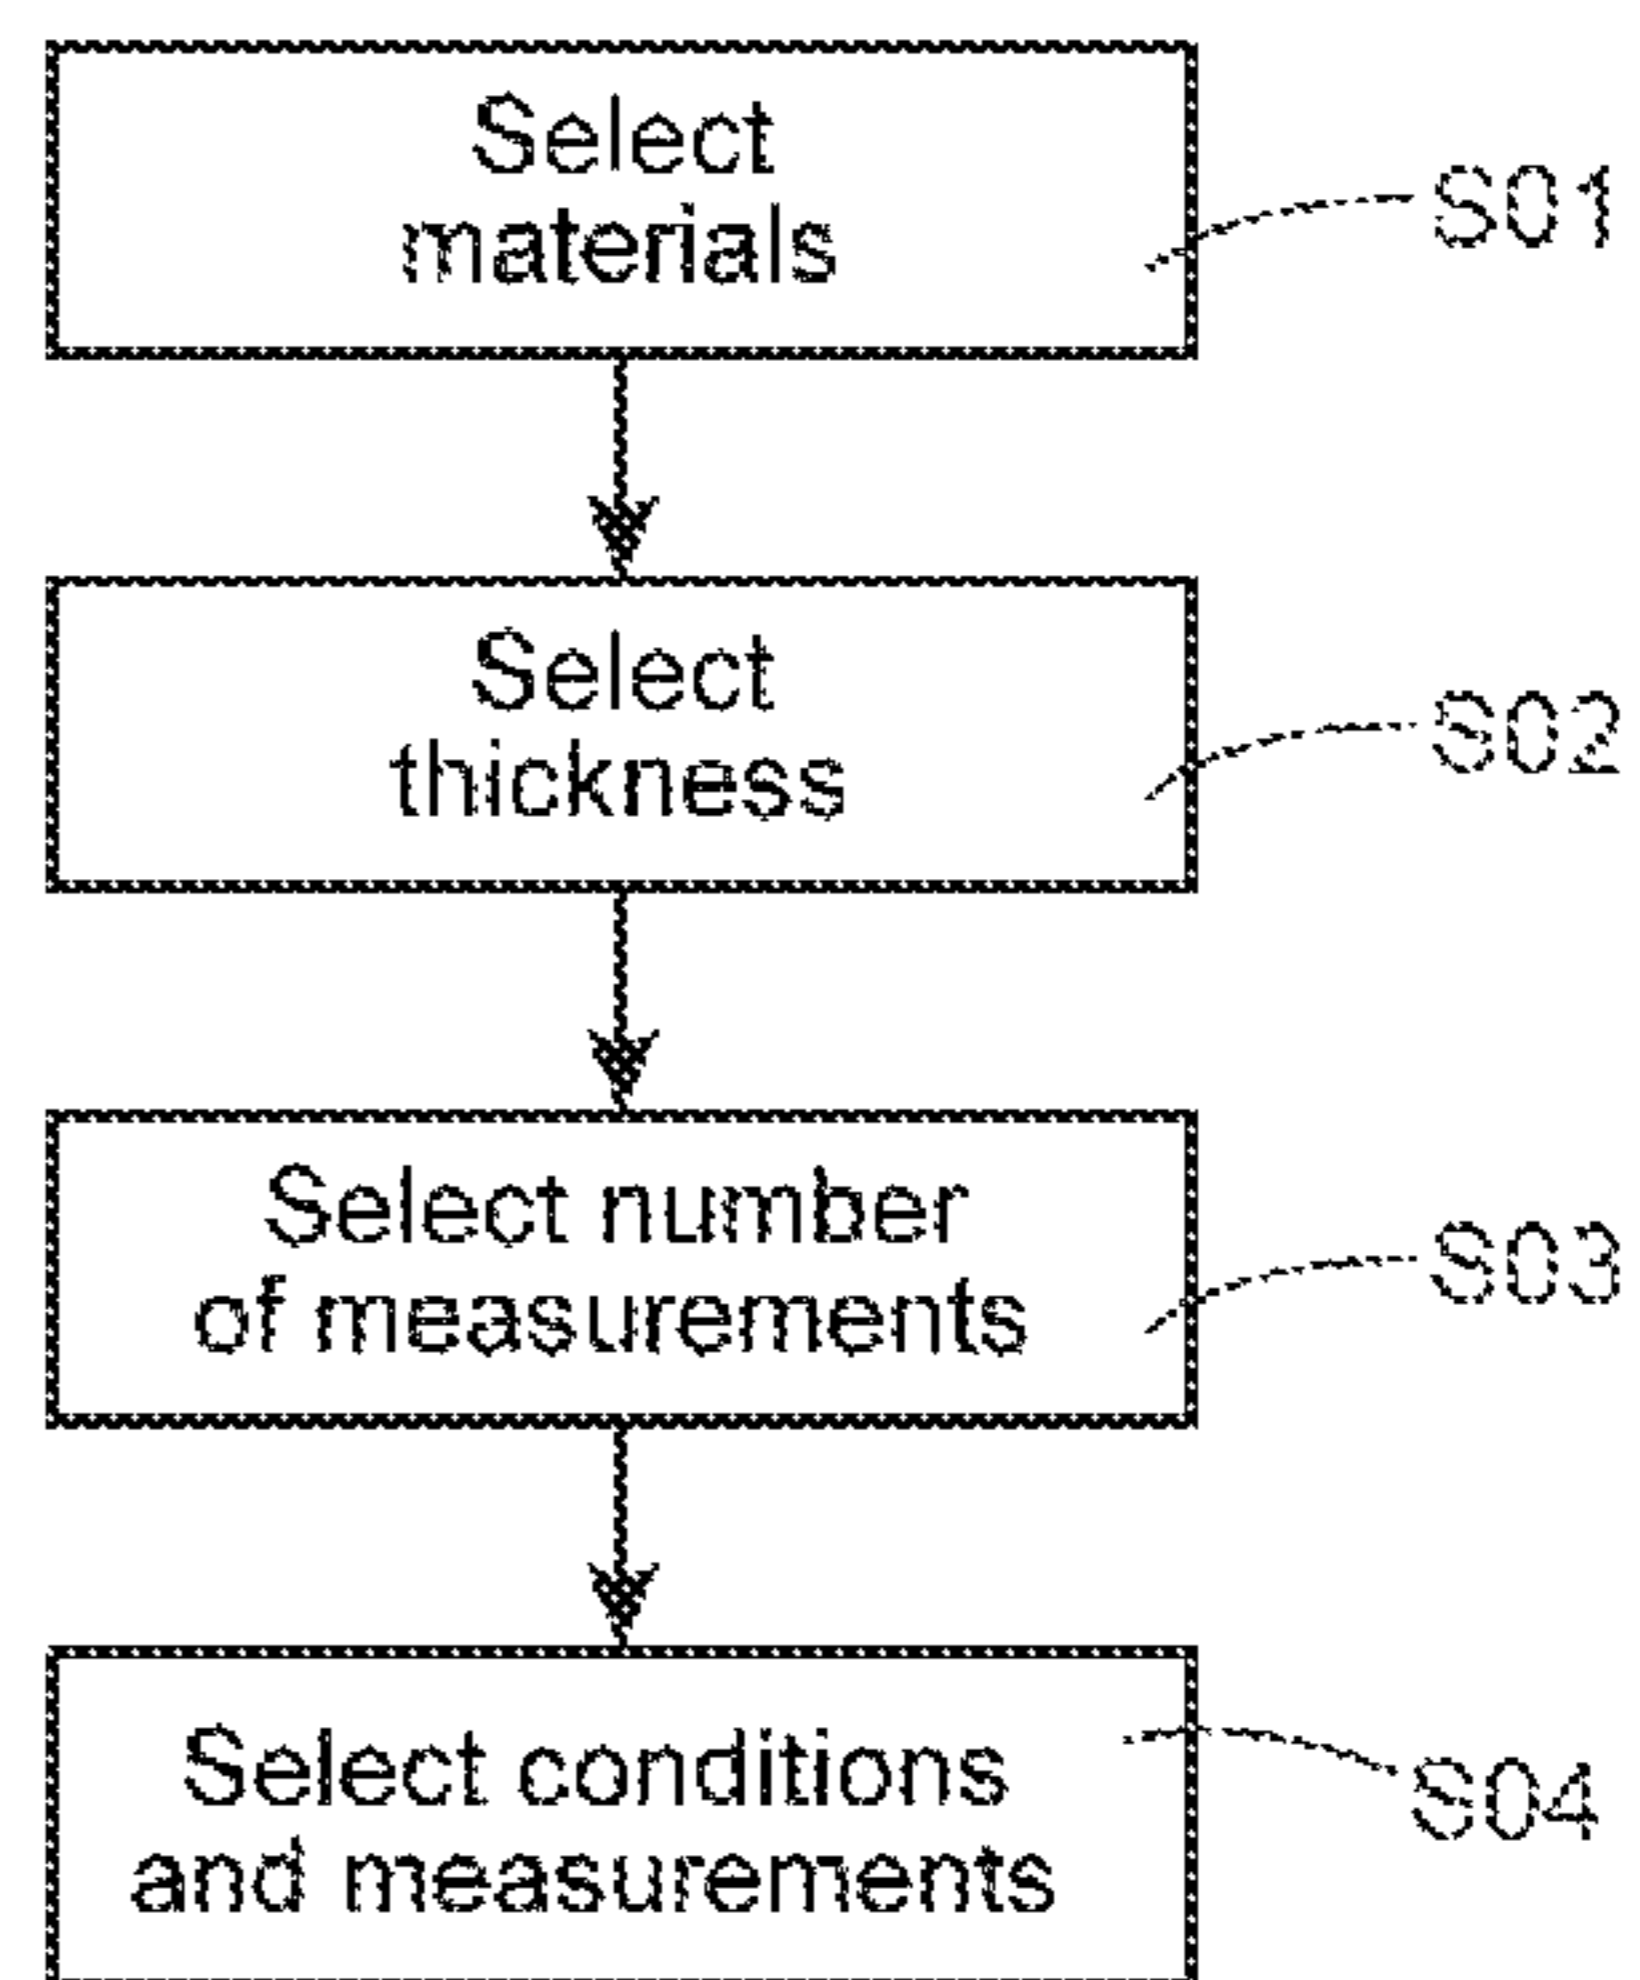 Select
materials
S01
Select
thickness
S02
Select number
of measurements
S03
Select conditions
and measurements
S04